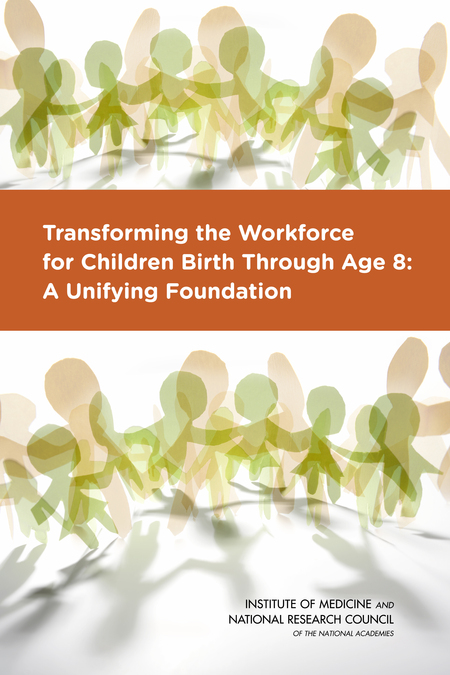 Transforming the Workforce
for Children Birth Through Age 8:
A Unifying Foundation
INSTITUTE OF MEDICINE AND
NATIONAL RESEARCH COUNCIL
OF THE NATIONAL ACADEMIES